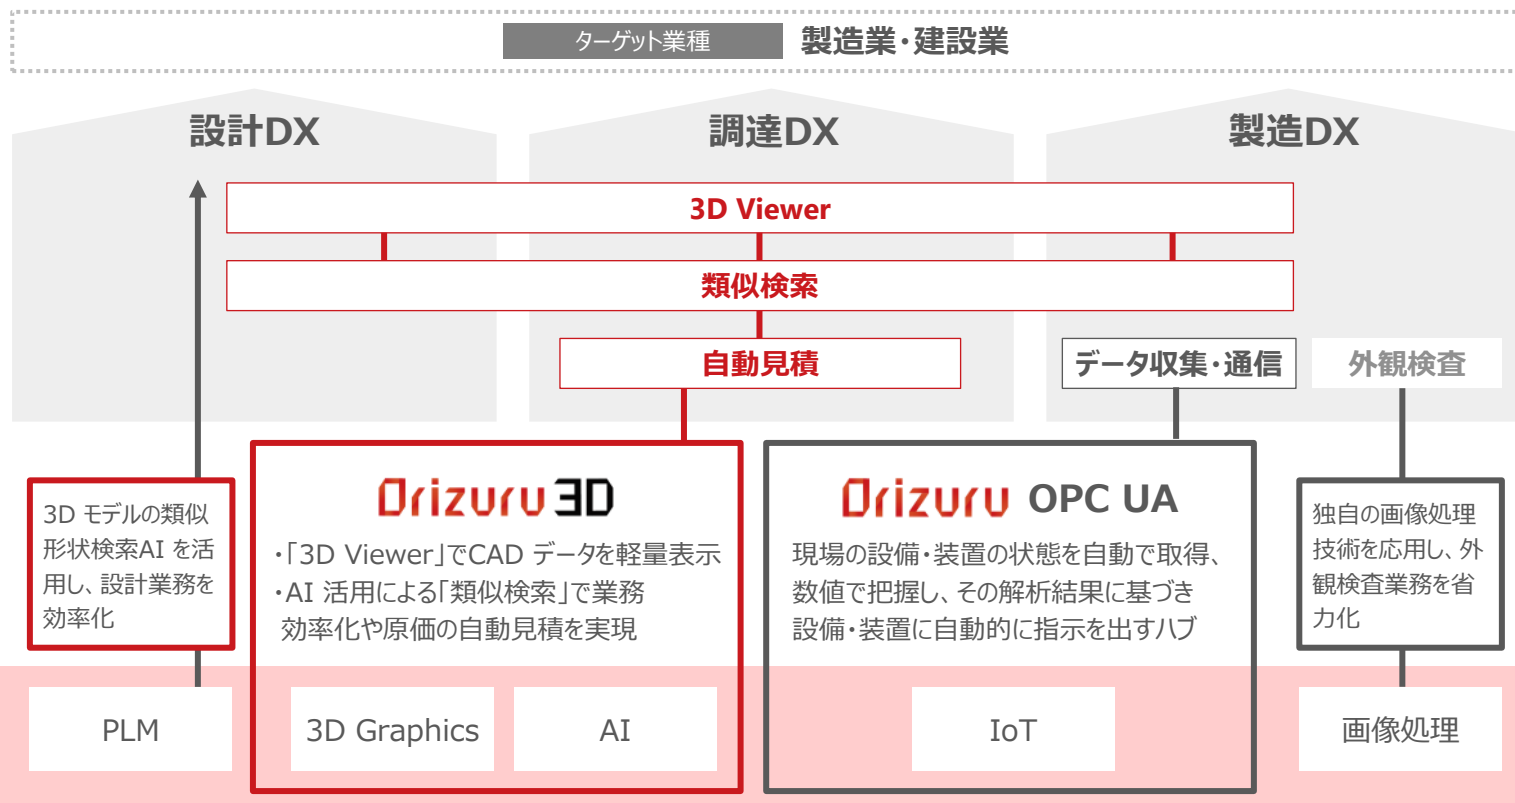 ターゲット業種 製造業・建設業
設計DX
調達DX
製造DX
3D Viewer
類似検索
自動見積
データ収集・通信
外観検査
3D モデルの類似
形状検索AI を活
用し、設計業務を
効率化
Orizuru 3D
・「3D Viewer」でCAD データを軽量表示
・AI 活用による「類似検索」で業務
効率化や原価の自動見積を実現
Orizuru OPC UA
現場の設備・装置の状態を自動で取得、
数値で把握し、その解析結果に基づき
設備・装置に自動的に指示を出すハブ
独自の画像処理
技術を応用し、外
観検査業務を省
力化
PLM
3D Graphics
AI
IoT
画像処理